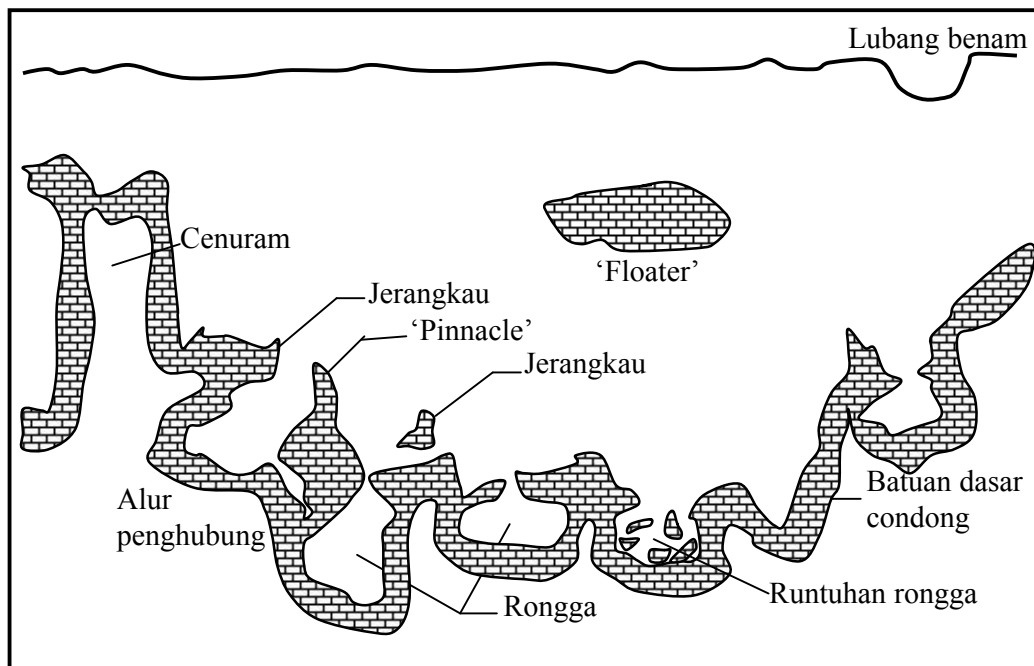 Lubang benam
Cenuram
‘Floater’
Jerangkau
‘Pinnacle’
Jerangkau
Alur
penghubung
Batuan dasar
condong
Rongga
Runtuhan rongga